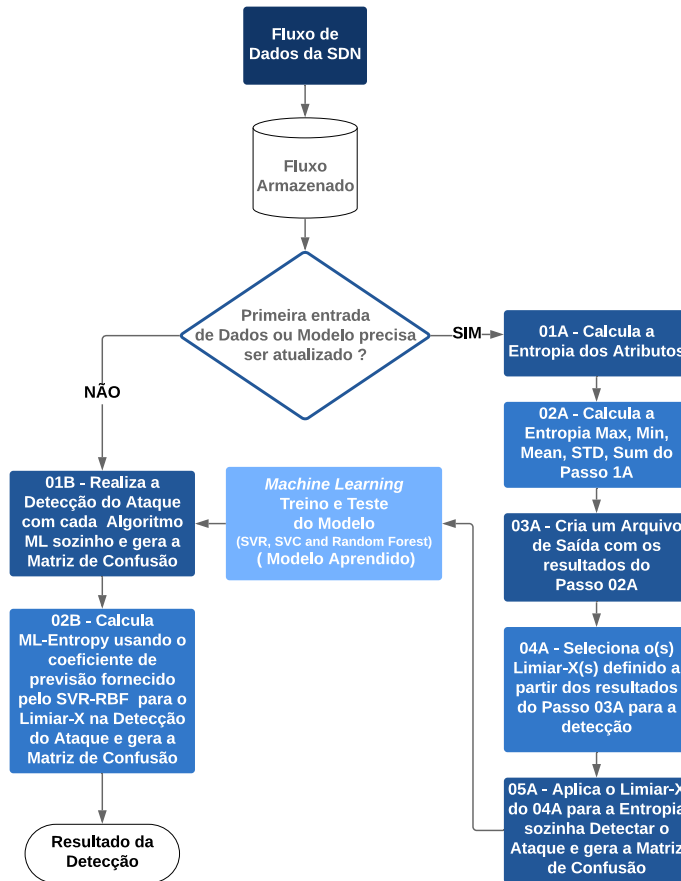 Fluxo de
Dados da SDN
Fluxo
Armazenado
Primeira entrada
de Dados ou Modelo precisa
ser atualizado ?
SIM
NÃO
01A - Calcula a
Entropia dos Atributos
02A - Calcula a
Entropia Max, Min,
Mean, STD, Sum do
Passo 1A
03A - Cria um Arquivo
de Saída com os
resultados do
Passo 02A
04A - Seleciona o(s)
Limiar-X(s) definido a
partir dos resultados
do Passo 03A para a
detecção
05A - Aplica o Limiar-X
do 04A para a Entropia
sozinha Detectar o
Ataque e gera a Matriz
de Confusão
Machine Learning
Treino e Teste
do Modelo
(SVR, SVC and Random Forest)
( Modelo Aprendido)
01B - Realiza a
Detecção do Ataque
com cada Algoritmo
ML sozinho e gera a
Matriz de Confusão
02B - Calcula
ML-Entropy usando o
coeficiente de
previsão fornecido
pelo SVR-RBF para o
Limiar-X na Detecção
do Ataque e gera a
Matriz de Confusão
Resultado da
Detecção